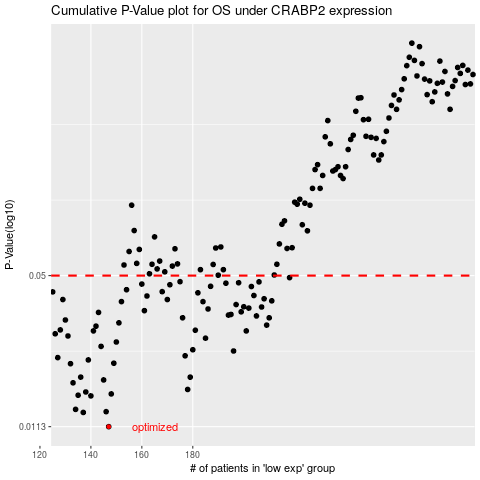 Cumulative P-Value plot for OS under CRABP2 expression
P-Value(log10)
0.05
0.0113
optimized
120 140 160 180
# of patients in 'low exp' group